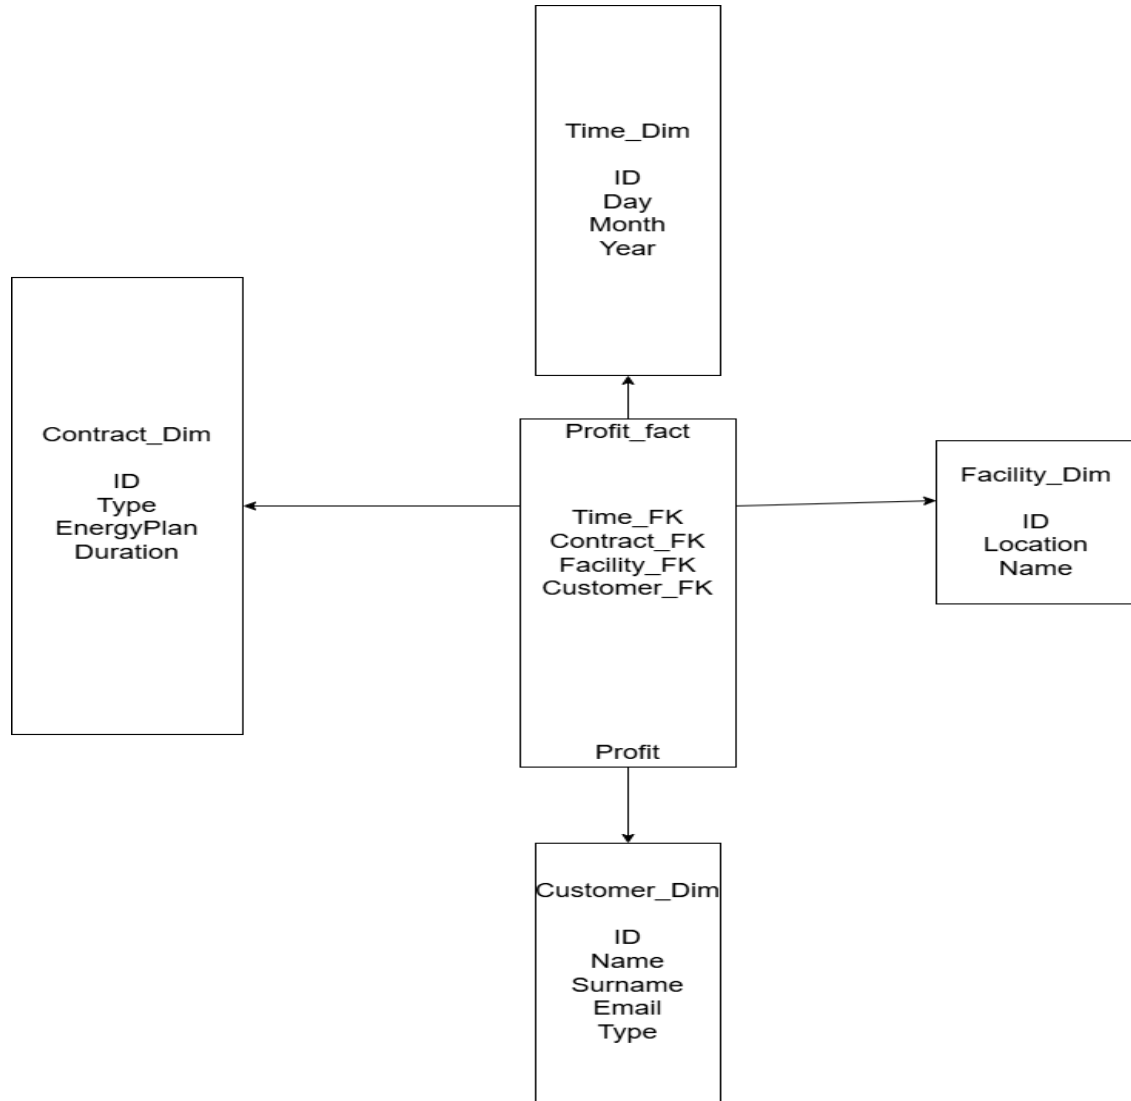 Time_Dim
ID
Day
Month
Year
Contract_Dim
ID
Type
EnergyPlan
Duration
Profit_fact
Time_FK
Contract_FK
Facility_FK
Customer_FK
Profit
Facility_Dim
ID
Location
Name
Customer_Dim
ID
Name
Surname
Email
Type